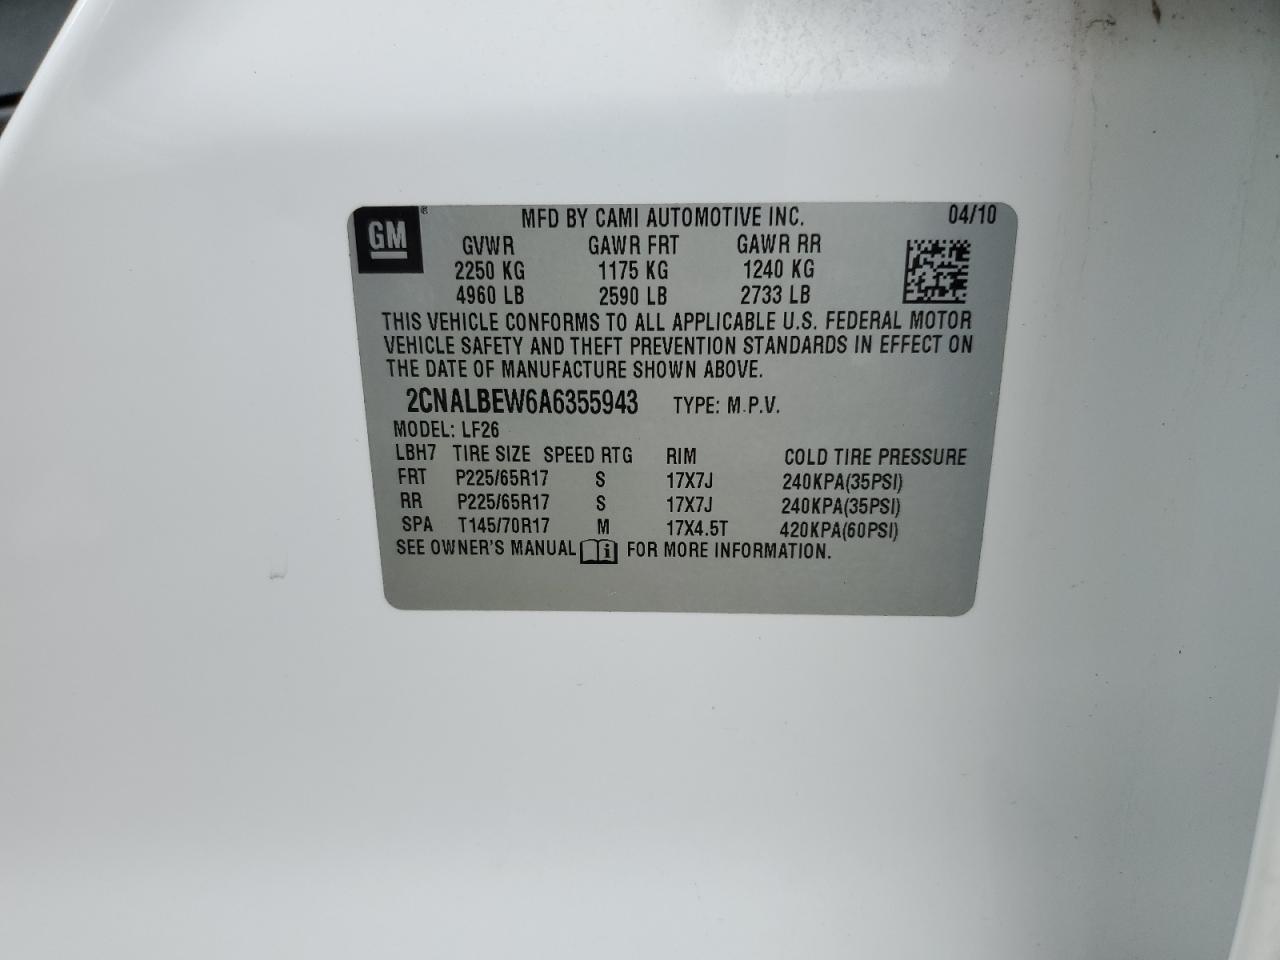 GM® MFD BY CAMI AUTOMOTIVE INC. 04/10
GVWR GAWR FRT GAWR RR
2250 KG 1175 KG 1240 KG
4960 LB 2590 LB 2733 LB
THIS VEHICLE CONFORMS TO ALL APPLICABLE U.S. FEDERAL MOTOR
VEHICLE SAFETY AND THEFT PREVENTION STANDARDS IN EFFECT ON
THE DATE OF MANUFACTURE SHOWN ABOVE.
2CNALBEW6A6355943 TYPE: M.P.V.
MODEL: LF26
LBH7 TIRE SIZE SPEED RTG RIM COLD TIRE PRESSURE
FRT P225/65R17 S 17X7J 240KPA(35PSI)
RR P225/65R17 S 17X7J 240KPA(35PSI)
SPA T145/70R17 M 17X4.5T 420KPA(60PSI)
SEE OWNER'S MANUAL i FOR MORE INFORMATION.